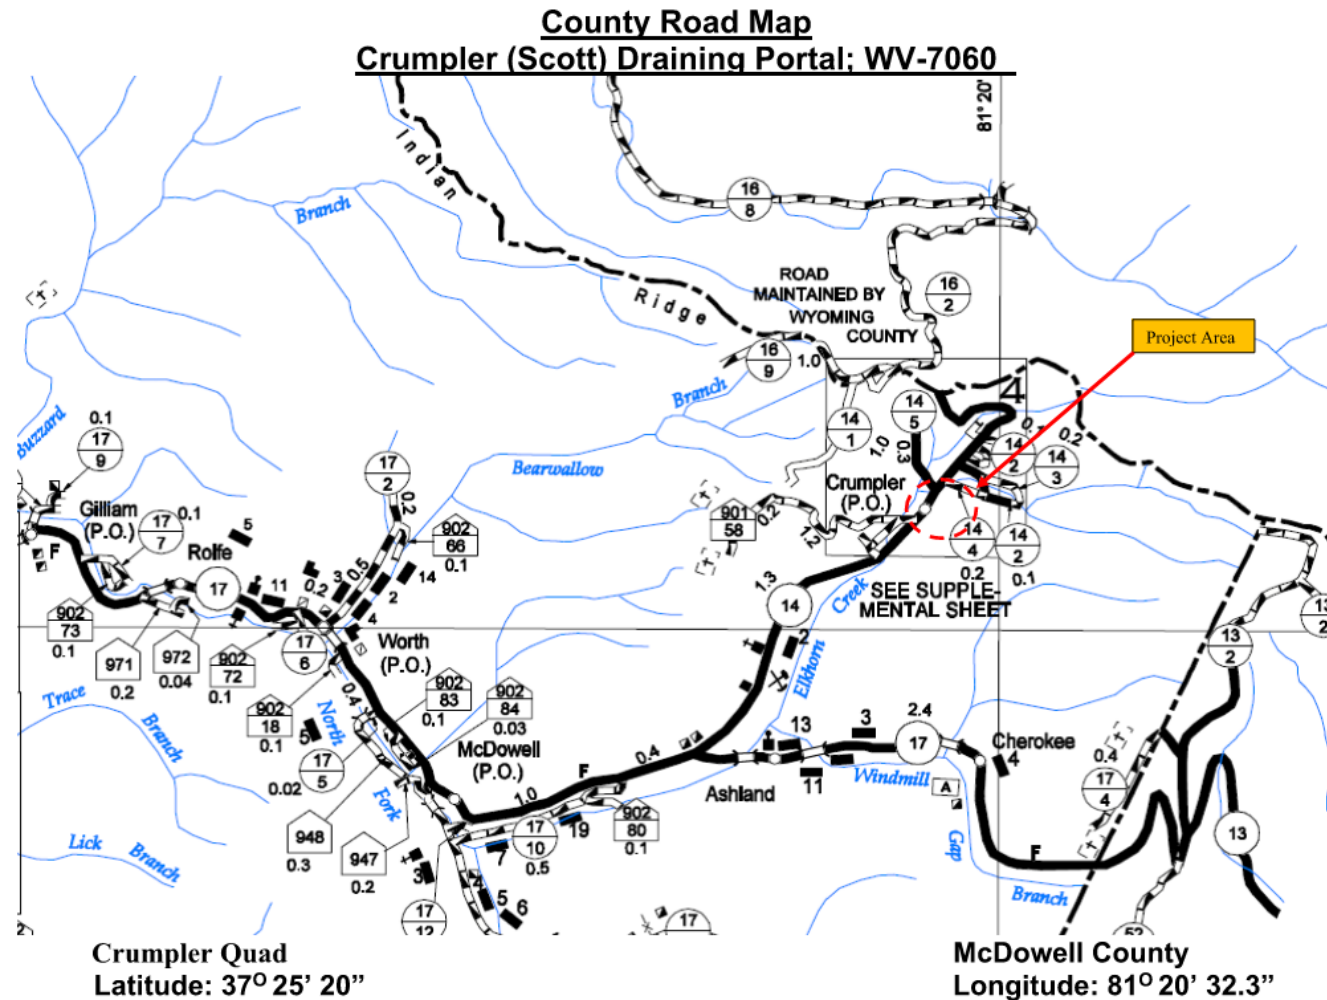 County Road Map
Crumpler (Scott) Draining Portal; WV-7060
81° 20'
Indian
Branch
16
8
Ridge
ROAD
MAINTAINED BY
WYOMING
COUNTY
16
2
Project Area
16
9
1.0
Branch
4
14
5
14
1
1.0
0.3
0.1
0.2
14
2
14
3
Buzzard
0.1
17
9
Bearwallow
17
2
0.2
Crumpler
(P.O.)
901
58
0.2
1.2
14
4
0.2
14
2
0.1
Gilliam
(P.O.)
17
7
0.1
5
Rolfe
F
902
66
0.1
17
11
0.2
3
0.5
14
2
4
1.3
14
Creek
SEE SUPPLE-
MENTAL SHEET
13
2
13
2
902
73
0.1
971
0.2
972
0.04
902
72
0.1
17
6
Worth
(P.O.)
2
Elkhorn
902
18
0.1
0.4
902
83
0.1
902
84
0.03
Trace
Branch
North
Fork
5
17
5
0.02
McDowell
(P.O.)
0.4
F
1.0
13
3
2.4
17
Cherokee
4
Ashland
11
4
Windmill
A
Gap
Branch
0.4
17
4
13
F
948
0.3
947
0.2
17
10
0.5
19
902
80
0.1
7
Lick
Branch
3
4
5
6
17
12
17
52
2
Crumpler Quad
McDowell County
Latitude: 37O 25’ 20”
Longitude: 81O 20’ 32.3”